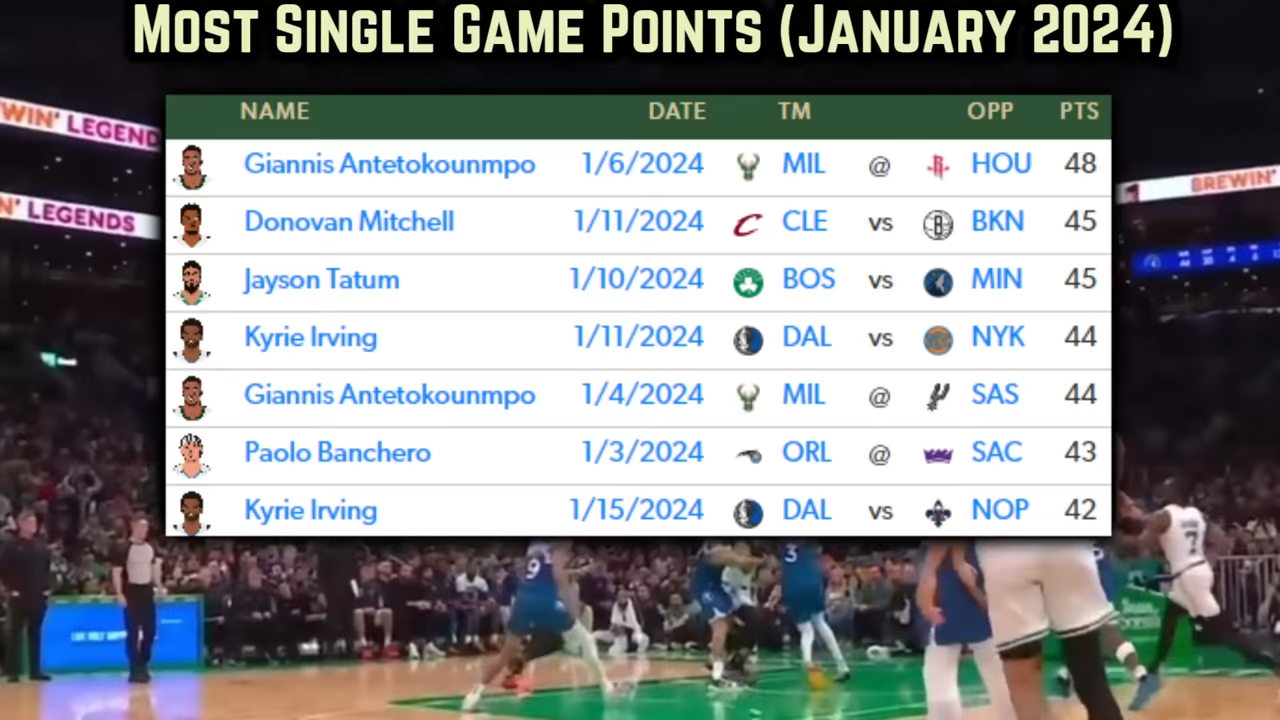 MOST SINGLE GAME POINTS (JANUARY 2024)
NAME DATE TM OPP PTS
WIN' LEGEND
Giannis Antetokounmpo 1/6/2024 MIL @ HOU 48
BREWIN'
N' LEGENDS
Donovan Mitchell 1/11/2024 CLE vs BKN 45
Jayson Tatum 1/10/2024 BOS vs MIN 45
Kyrie Irving 1/11/2024 DAL vs NYK 44
Giannis Antetokounmpo 1/4/2024 MIL @ SAS 44
Paolo Banchero 1/3/2024 ORL @ SAC 43
Kyrie Irving 1/15/2024 DAL vs NOP 42
7
9
3